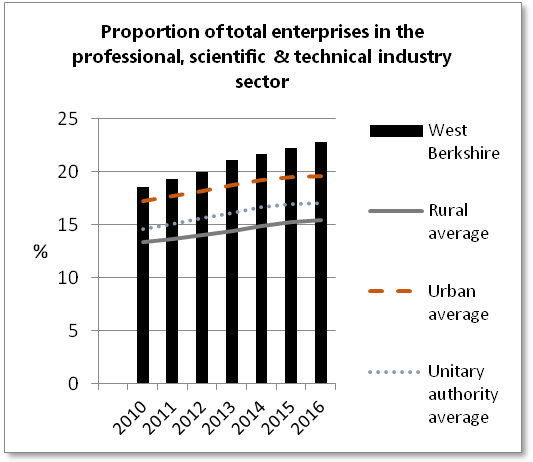 Proportion of total enterprises in the
professional, scientific & technical industry
sector
25
20
15
10
5
0
%
2010
2011
2012
2013
2014
2015
2016
West
Berkshire
Rural
average
Urban
average
Unitary
authority
average